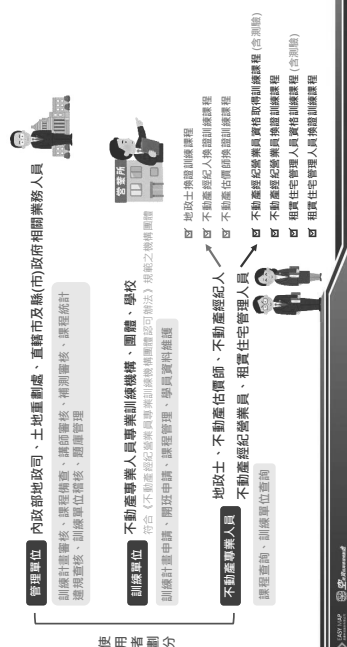 使用者劃分
管理單位
內政部地政司、土地重劃處、直轄市及縣(市)政府相關業務人員
訓練計畫審核、課程備查、講師審核、補測審核、課程統計
違規查核、訓練單位稽核、題庫管理
訓練單位
不動產專業人員專業訓練機構、團體、學校
符合《不動產經紀營業員專業訓練機構團體認可辦法》規範之機構團體
訓練計畫申請、開班申請、課程管理、學員資料維護
營業所
不動產專業人員
地政士、不動產估價師、不動產經紀人
不動產經紀營業員、租賃住宅管理人員
課程查詢、訓練單位查詢
地政士換證訓練課程
不動產經紀人換證訓練課程
不動產估價師換證訓練課程
不動產經紀營業員資格取得訓練課程 (含測驗)
不動產經紀營業員換證訓練課程
租賃住宅管理人員資格訓練課程 (含測驗)
租賃住宅管理人員換證訓練課程
EASY MAP